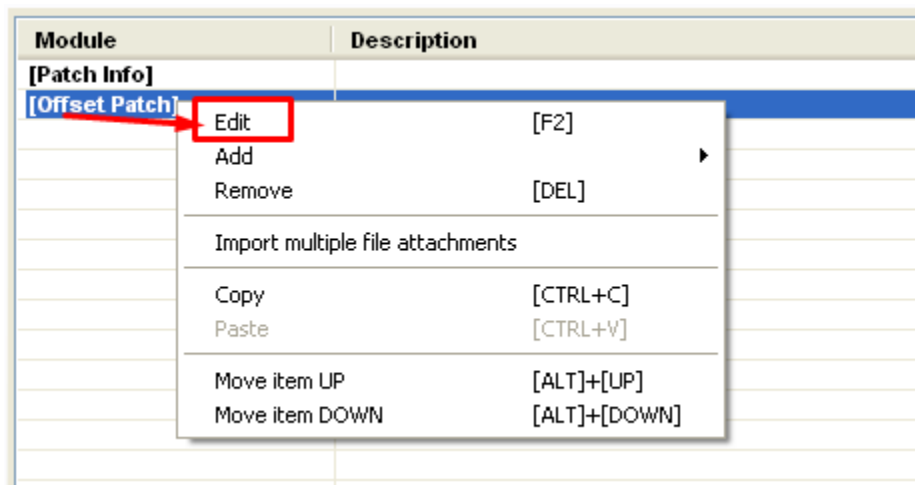 Module Description
[Patch Info]
[Offset Patch]
Edit [F2]
Add
Remove [DEL]
Import multiple file attachments
Copy [CTRL+C]
Paste [CTRL+V]
Move item UP [ALT]+[UP]
Move item DOWN [ALT]+[DOWN]